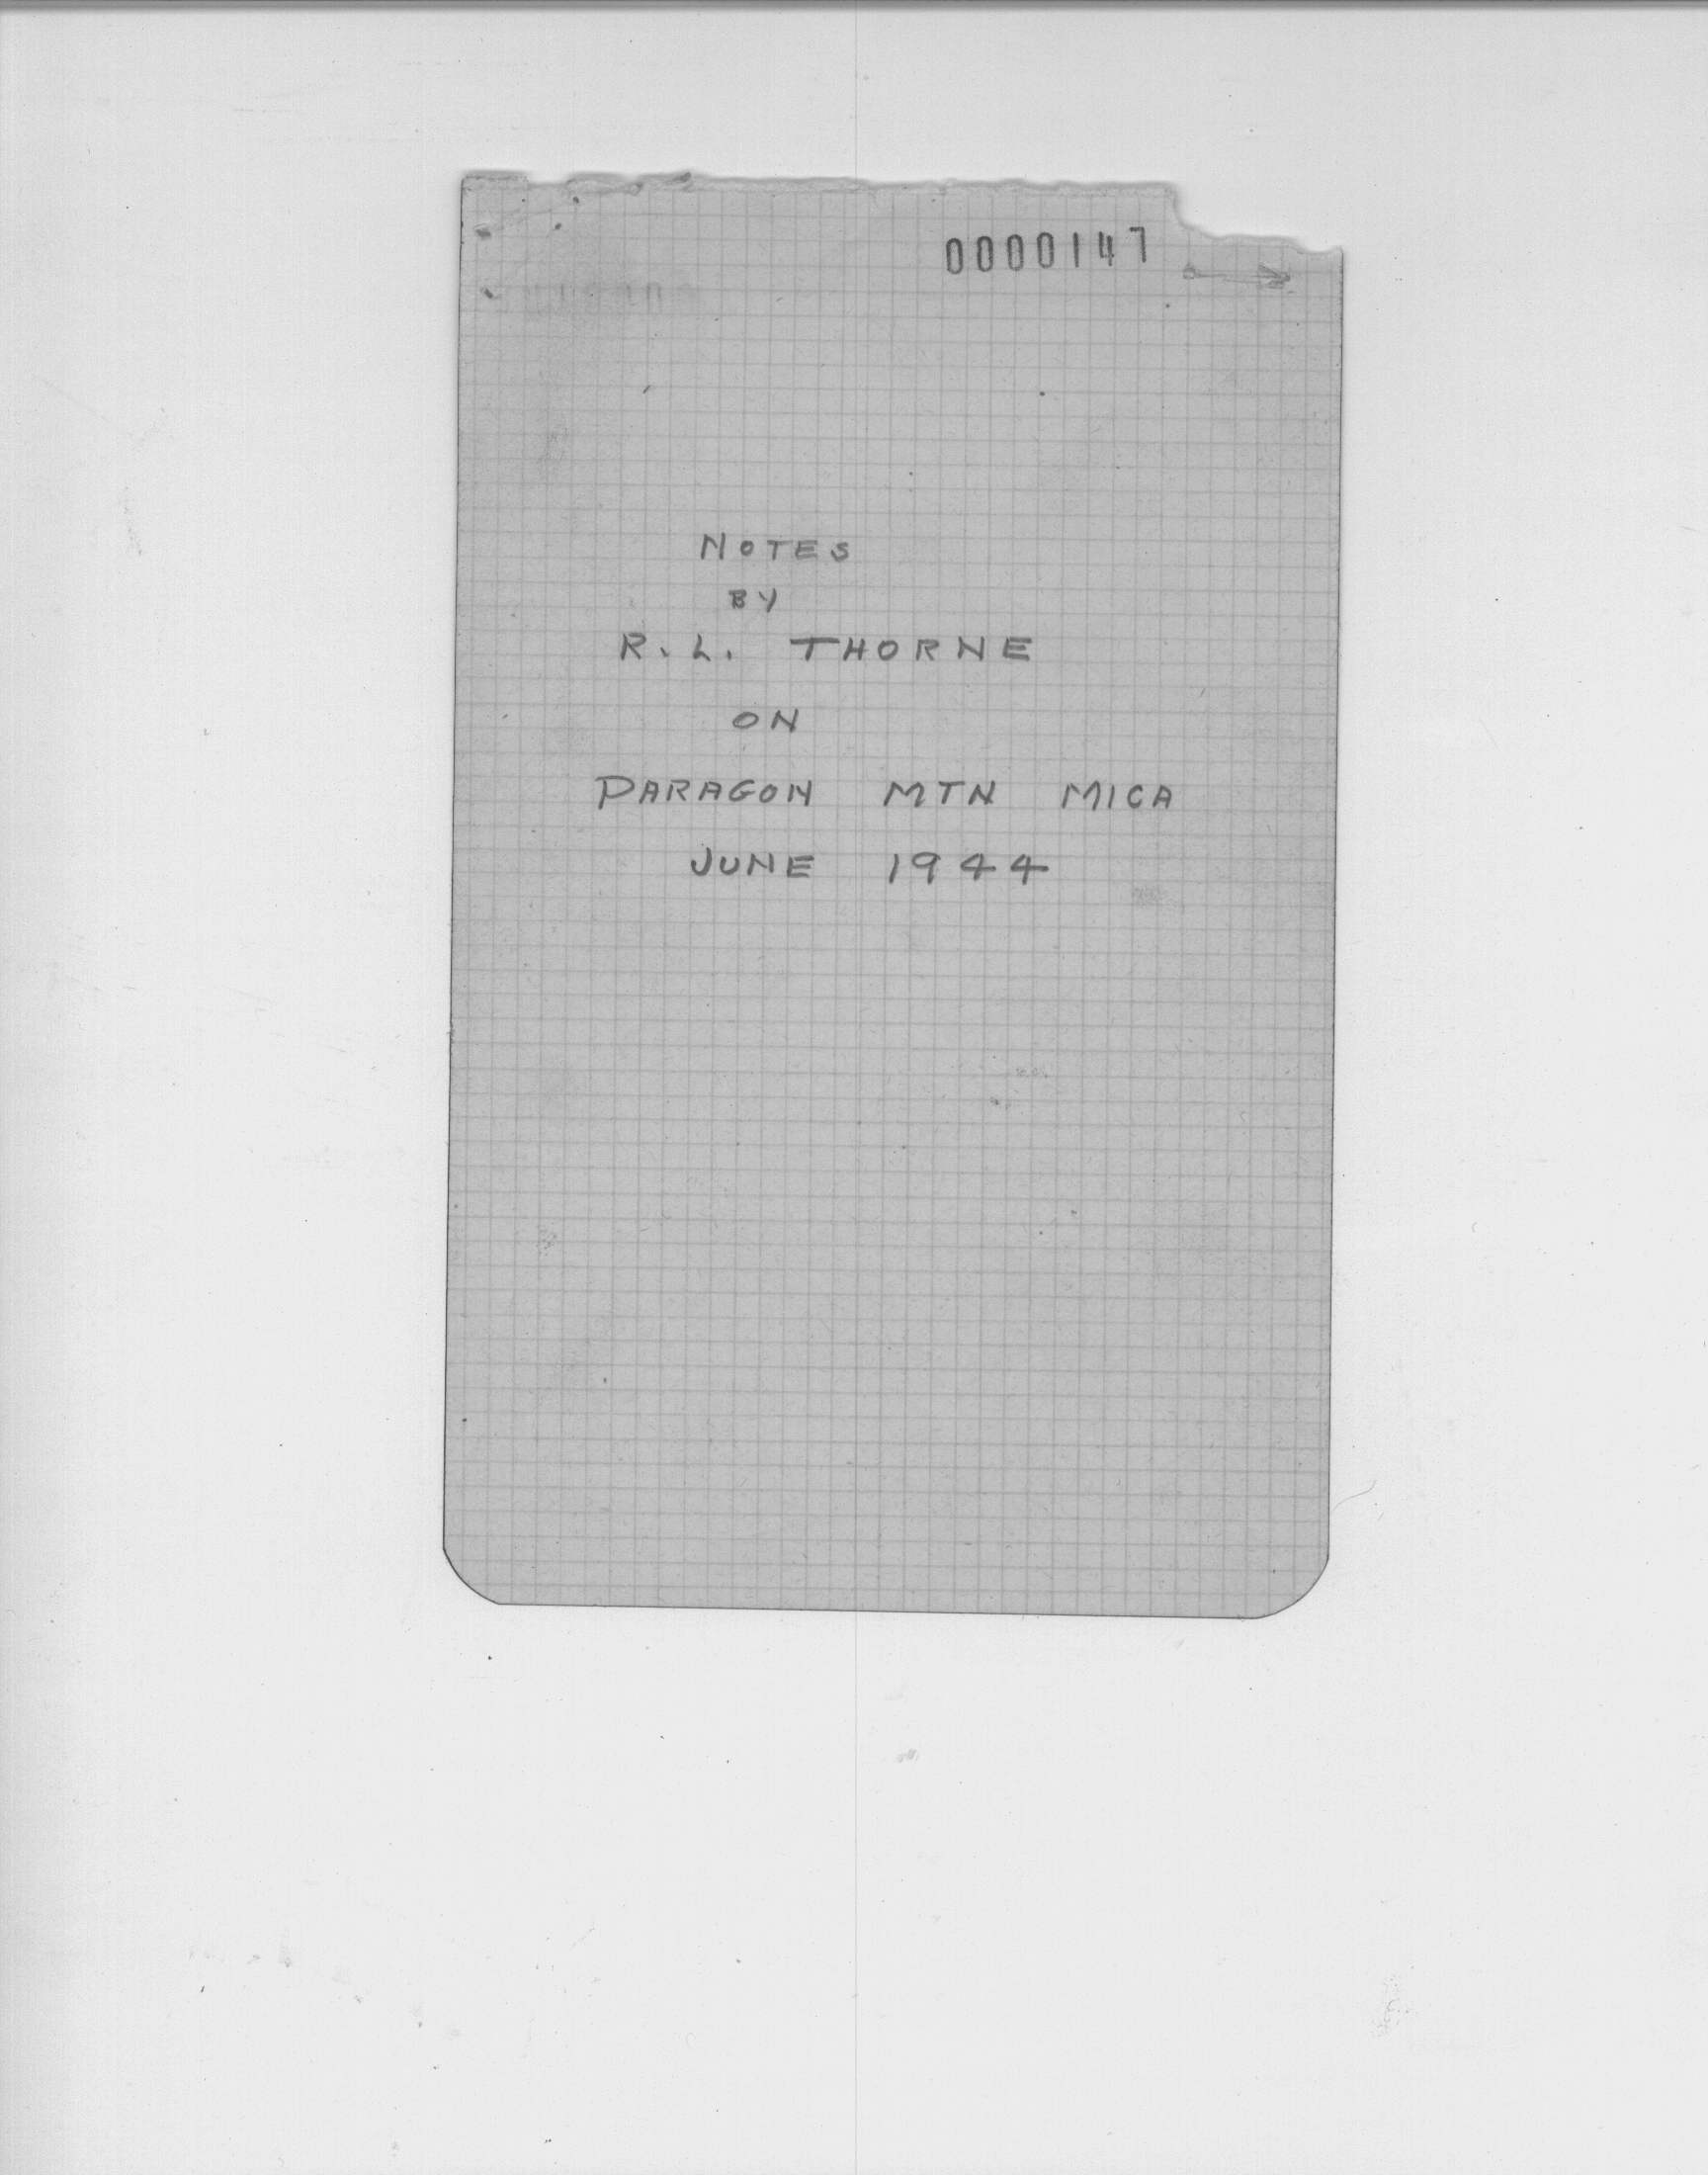 0000147
NOTES
BY
R. L. THORNE
ON
PARAGON MTN MICA
JUNE 1944